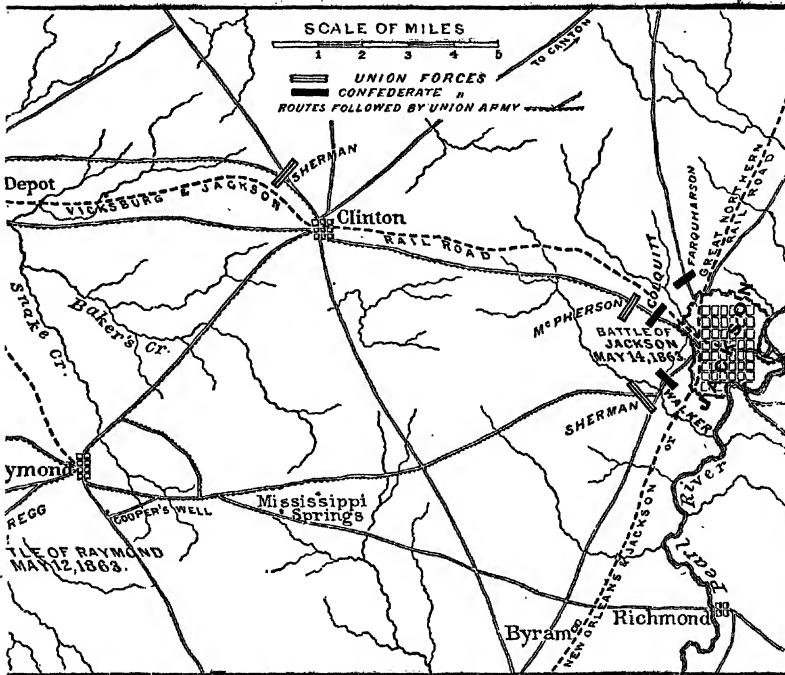 SCALE OF MILES
1 2 3 4 5
UNION FORCES
CONFEDERATE "
ROUTES FOLLOWED BY UNION ARMY
TO CANTON
SHERMAN
Depot
VICKSBURG & JACKSON
RAIL ROAD
Clinton
FARQUHARSON
GREAT NORTHERN
RAIL ROAD
COLQUITT
McPHERSON
BATTLE OF
JACKSON
MAY 14, 1863
JACKSON
Snake Cr.
Baker's Cr.
SHERMAN
WALKER
ymond
REGG
COOPER'S WELL
Mississippi
Springs
TLE OF RAYMOND
MAY 12, 1863.
Pearl River
NEW ORLEANS & JACKSON
Byram
Richmond